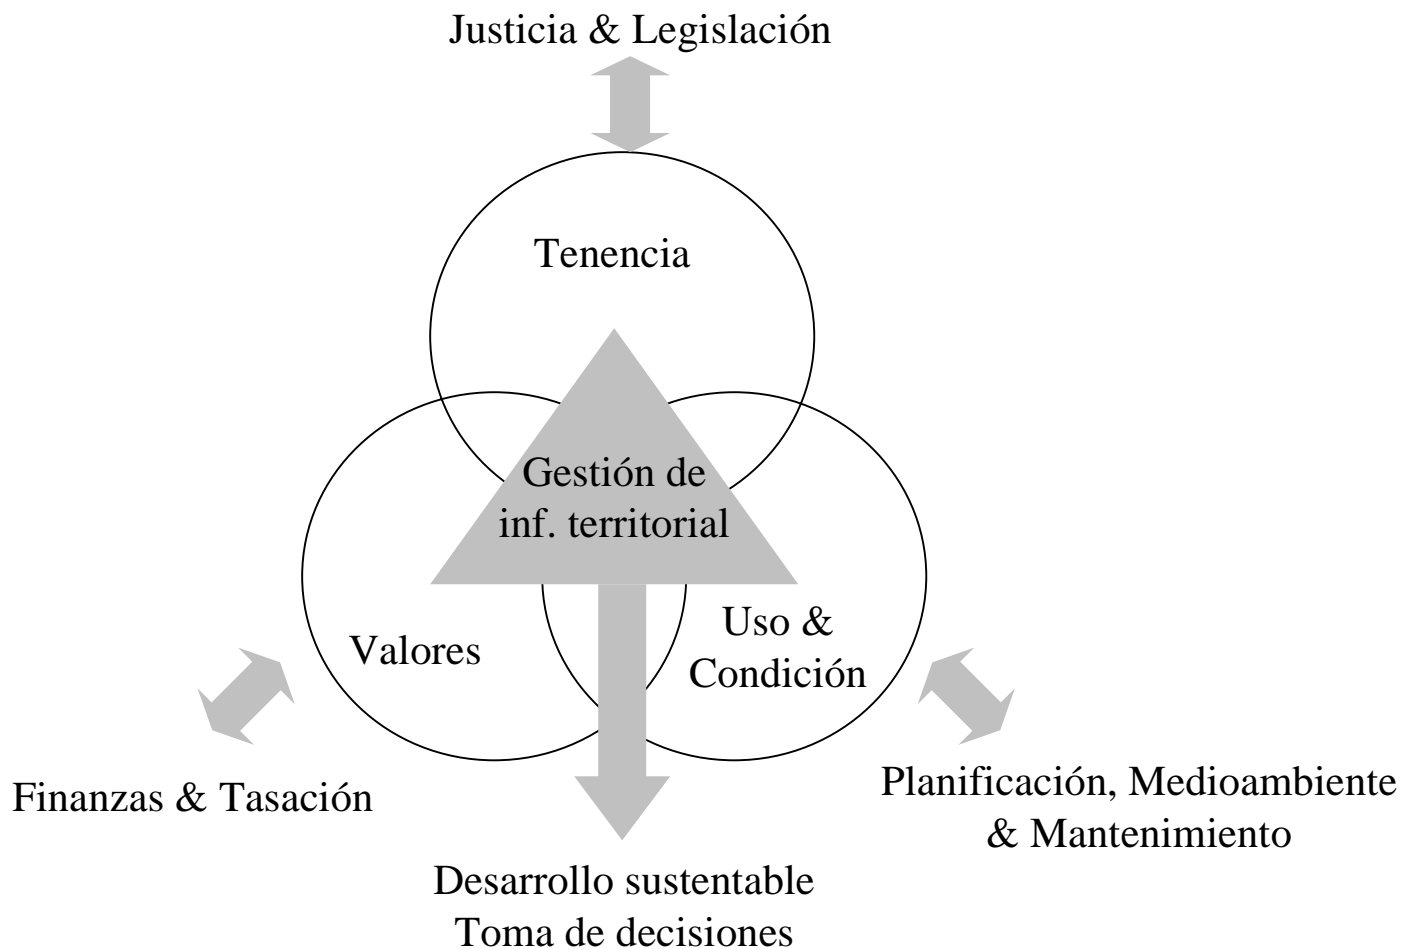 Justicia & Legislación
Tenencia
Gestión de
inf. territorial
Valores
Uso &
Condición
Finanzas & Tasación
Planificación, Medioambiente
& Mantenimiento
Desarrollo sustentable
Toma de decisiones